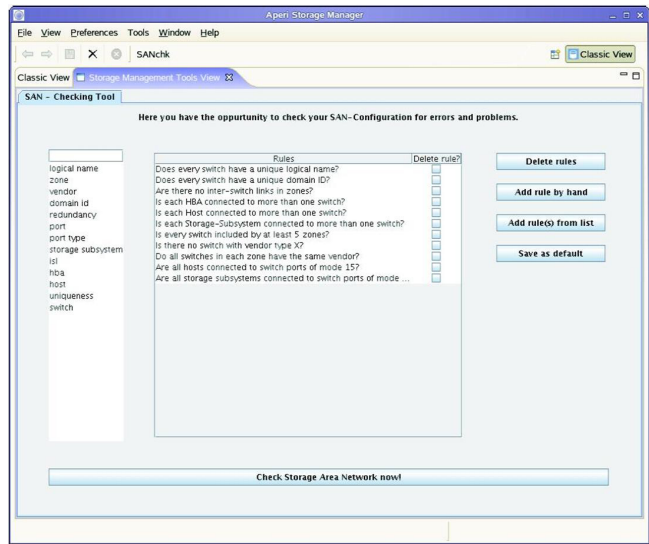 Aperi Storage Manager
File View Preferences Tools Window Help
SANchk
Classic View
Classic View Storage Management Tools View
SAN - Checking Tool
Here you have the oppurtunity to check your SAN-Configuration for errors and problems.
logical name
zone
vendor
domain id
redundancy
port
port type
storage subsystem
isl
hba
host
uniqueness
switch
Rules Delete rule?
Does every switch have a unique logical name?
Does every switch have a unique domain ID?
Are there no inter-switch links in zones?
Is each HBA connected to more than one switch?
Is each Host connected to more than one switch?
Is each Storage-Subsystem connected to more than one switch?
Is every switch included by at least 5 zones?
Is there no switch with vendor type X?
Do all switches in each zone have the same vendor?
Are all hosts connected to switch ports of mode 15?
Are all storage subsystems connected to switch ports of mode ...
Delete rules
Add rule by hand
Add rule(s) from list
Save as default
Check Storage Area Network now!